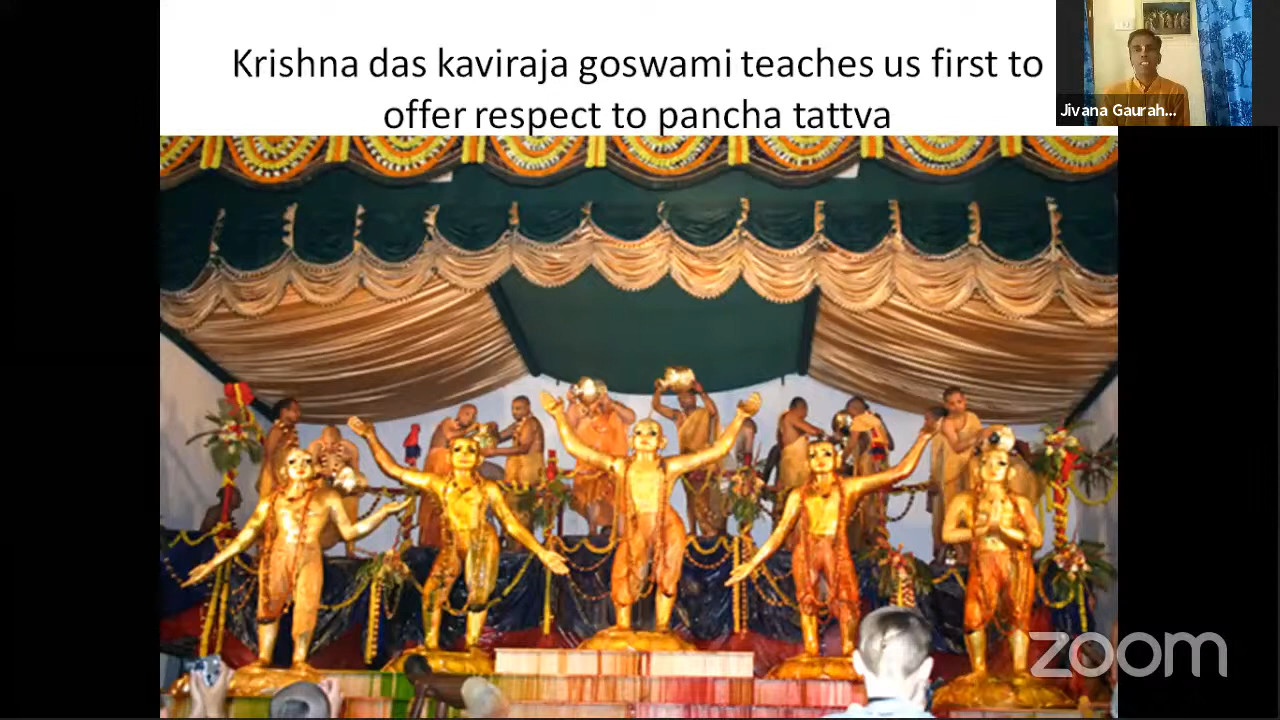 Krishna das kaviraja goswami teaches us first to
offer respect to pancha tattva
Jivana Gaurah...
zoom